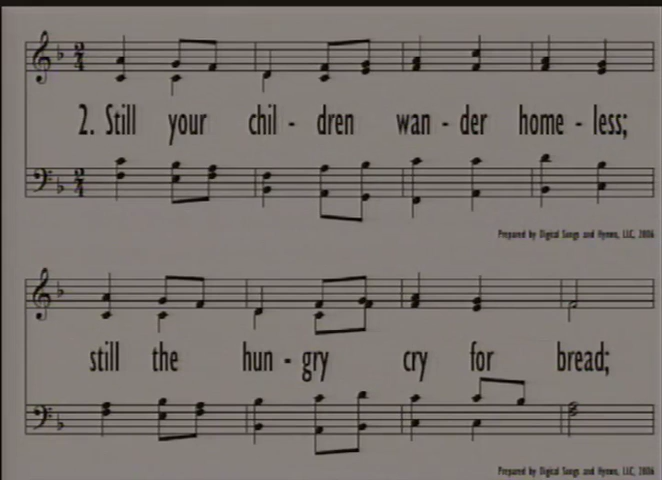 2. Still your chil - dren wan - der home - less;
Prepared by Digital Songs and Hymns, LLC, 2006
still the hun - gry cry for bread;
Prepared by Digital Songs and Hymns, LLC, 2006